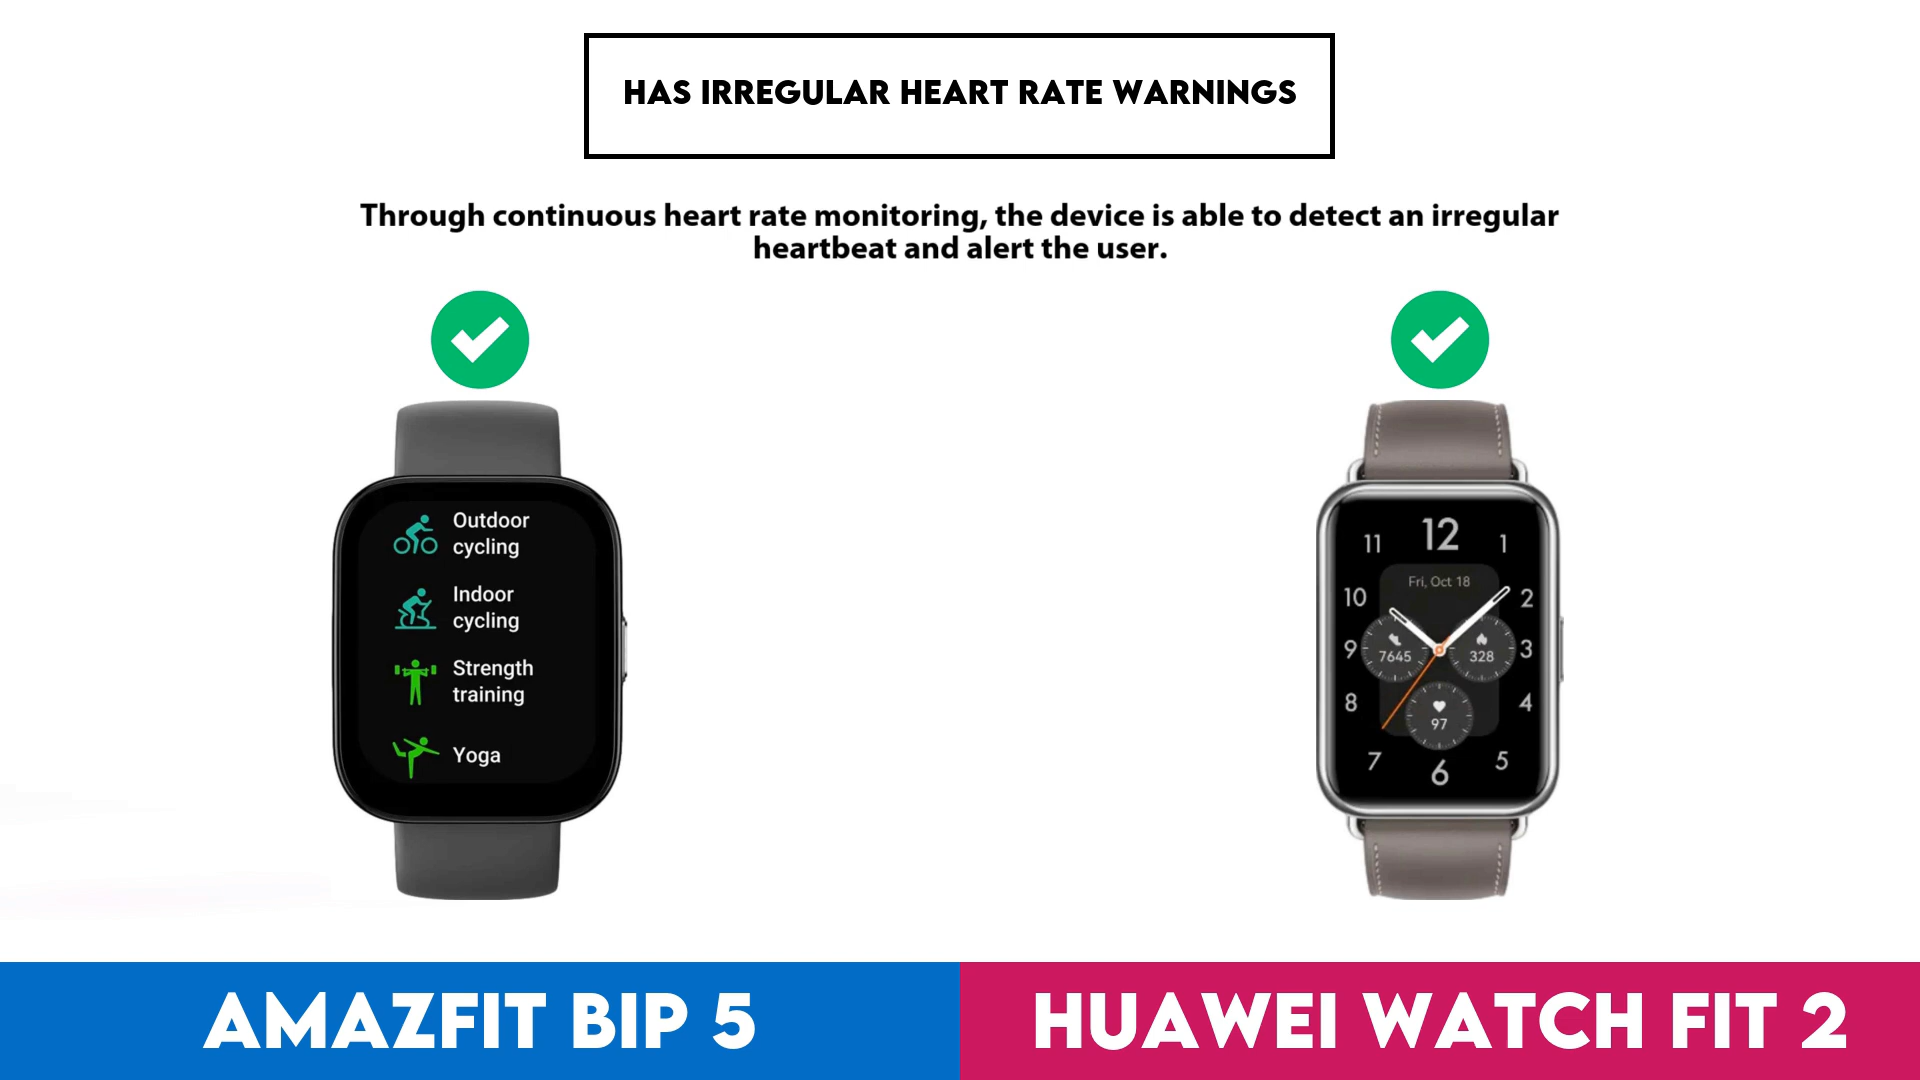 HAS IRREGULAR HEART RATE WARNINGS
Through continuous heart rate monitoring, the device is able to detect an irregular
heartbeat and alert the user.
Outdoor
cycling
Indoor
cycling
Strength
training
Yoga
12
11
1
Fri, Oct 18
10
2
9
7645
328
3
8
97
4
7
5
6
AMAZFIT BIP 5
HUAWEI WATCH FIT 2